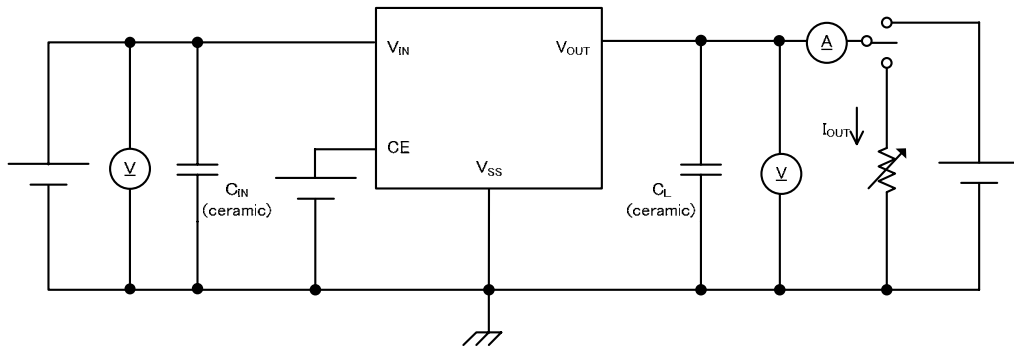 VIN
VOUT
A
CE
IOUT
V
VSS
V
CIN
(ceramic)
CL
(ceramic)